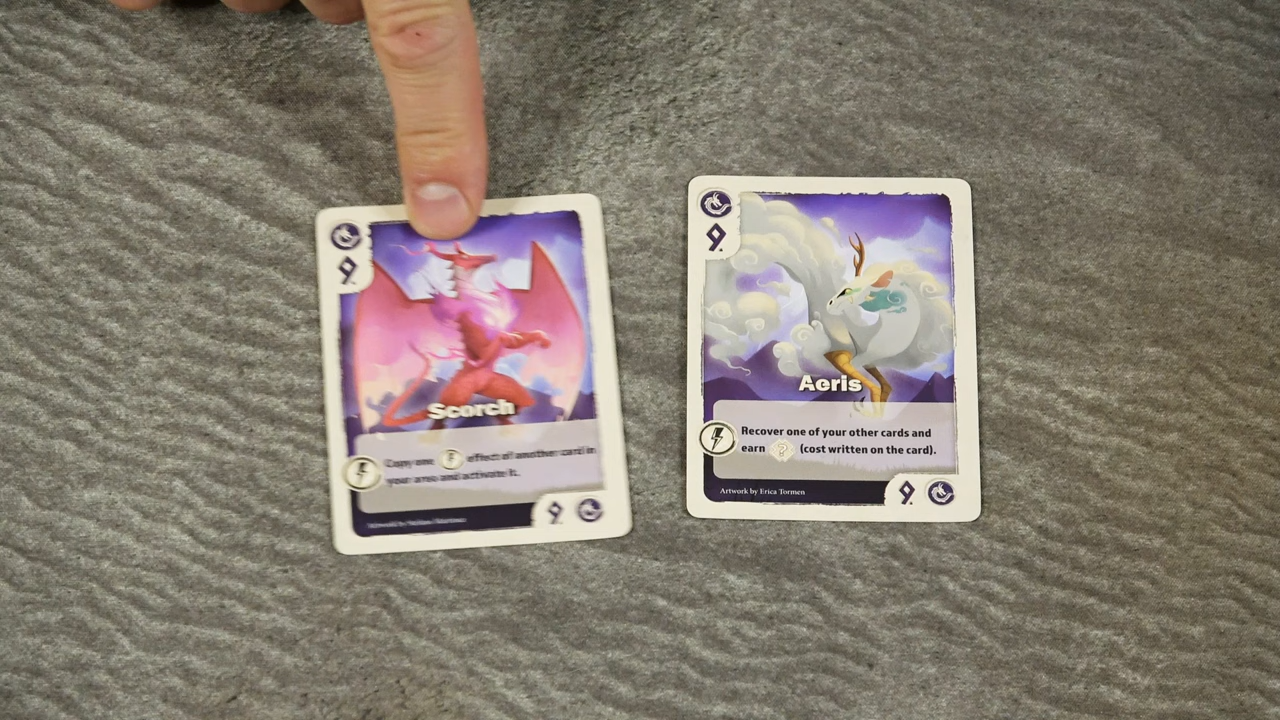 9
Scorch
Copy one effect of another card in
your area and activate it.
9
9
Aeris
Recover one of your other cards and
earn ? (cost written on the card).
Artwork by Erica Tormen
9